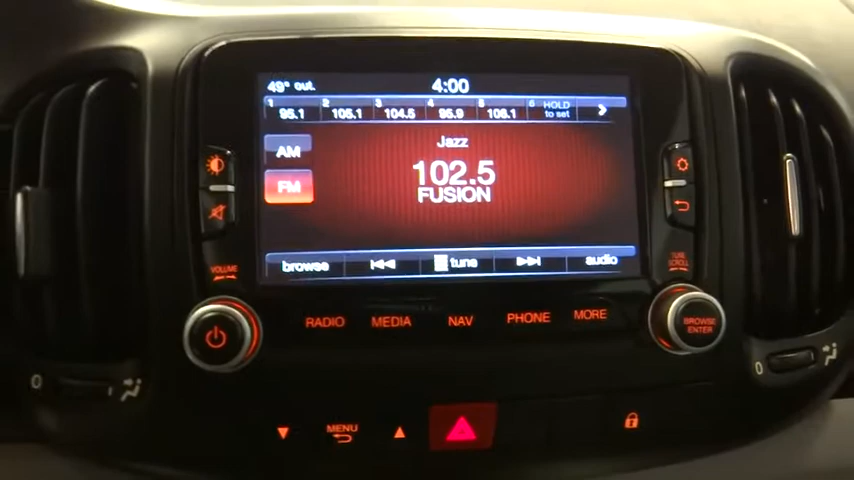 49° out.
4:00
1 95.1 2 105.1 3 104.5 4 95.9 5 106.1 6 HOLD to set
Jazz
AM
102.5
FM
FUSION
browse tune audio
VOLUME
TUNE SCROLL
RADIO MEDIA NAV PHONE MORE
BROWSE ENTER
0
0
MENU